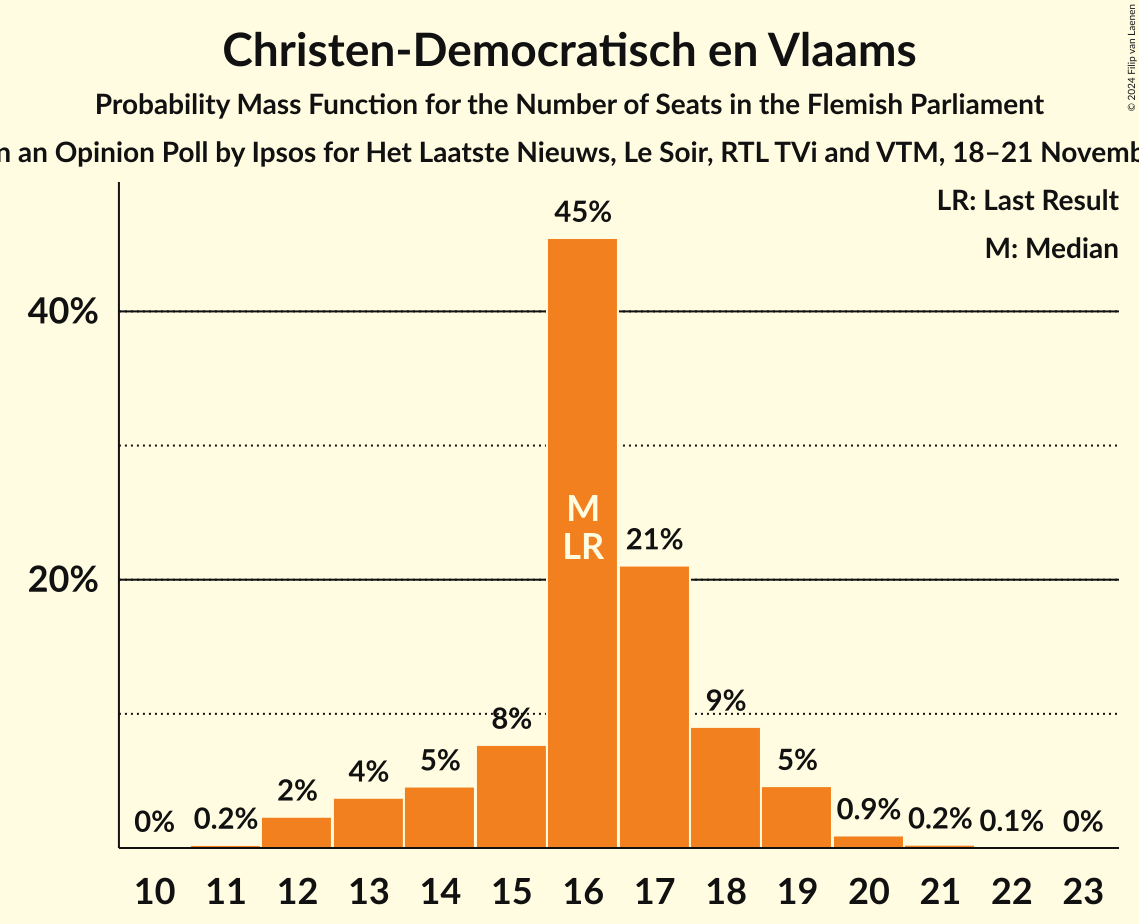 Christen-Democratisch en Vlaams
Probability Mass Function for the Number of Seats in the Flemish Parliament
an Opinion Poll by Ipsos for Het Laatste Nieuws, Le Soir, RTL TVi and VTM, 18–21
© 2024 Filip van Laenen
LR: Last Result
M: Median
45%
40%
M
LR
21%
20%
9%
8%
5%
5%
4%
2%
0.9%
0% 0.2% 0.2% 0.1% 0%
10 11 12 13 14 15 16 17 18 19 20 21 22 23